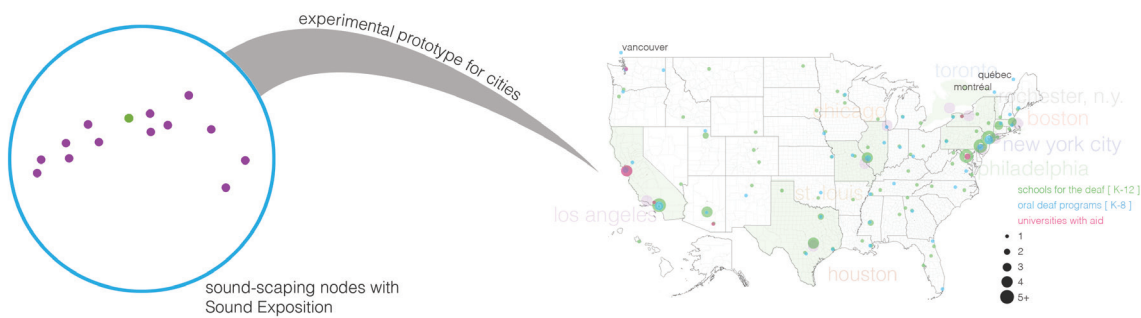 experimental prototype for cities
sound-scaping nodes with
Sound Exposition
vancouver
québec
toronto
montréal
rochester, n.y.
chicago
boston
new york city
philadelphia
st. louis
los angeles
houston
schools for the deaf [ K-12 ]
oral deaf programs [ K-8 ]
universities with aid
1
2
3
4
5+